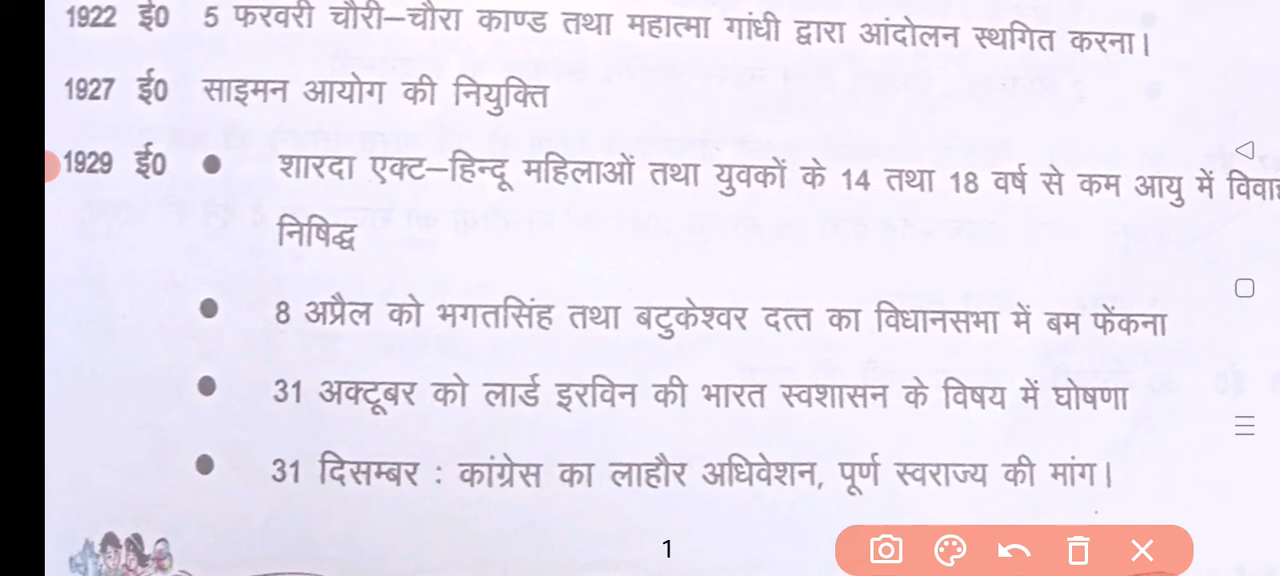 1922 ई0 5 फरवरी चौरी–चौरा काण्ड तथा महात्मा गांधी द्वारा आंदोलन स्थगित करना।
1927 ई0 साइमन आयोग की नियुक्ति
1929 ई0 ● शारदा एक्ट–हिन्दू महिलाओं तथा युवकों के 14 तथा 18 वर्ष से कम आयु में विवाह
निषिद्ध
● 8 अप्रैल को भगतसिंह तथा बटुकेश्वर दत्त का विधानसभा में बम फेंकना
● 31 अक्टूबर को लार्ड इरविन की भारत स्वशासन के विषय में घोषणा
● 31 दिसम्बर : कांग्रेस का लाहौर अधिवेशन, पूर्ण स्वराज्य की मांग।
1